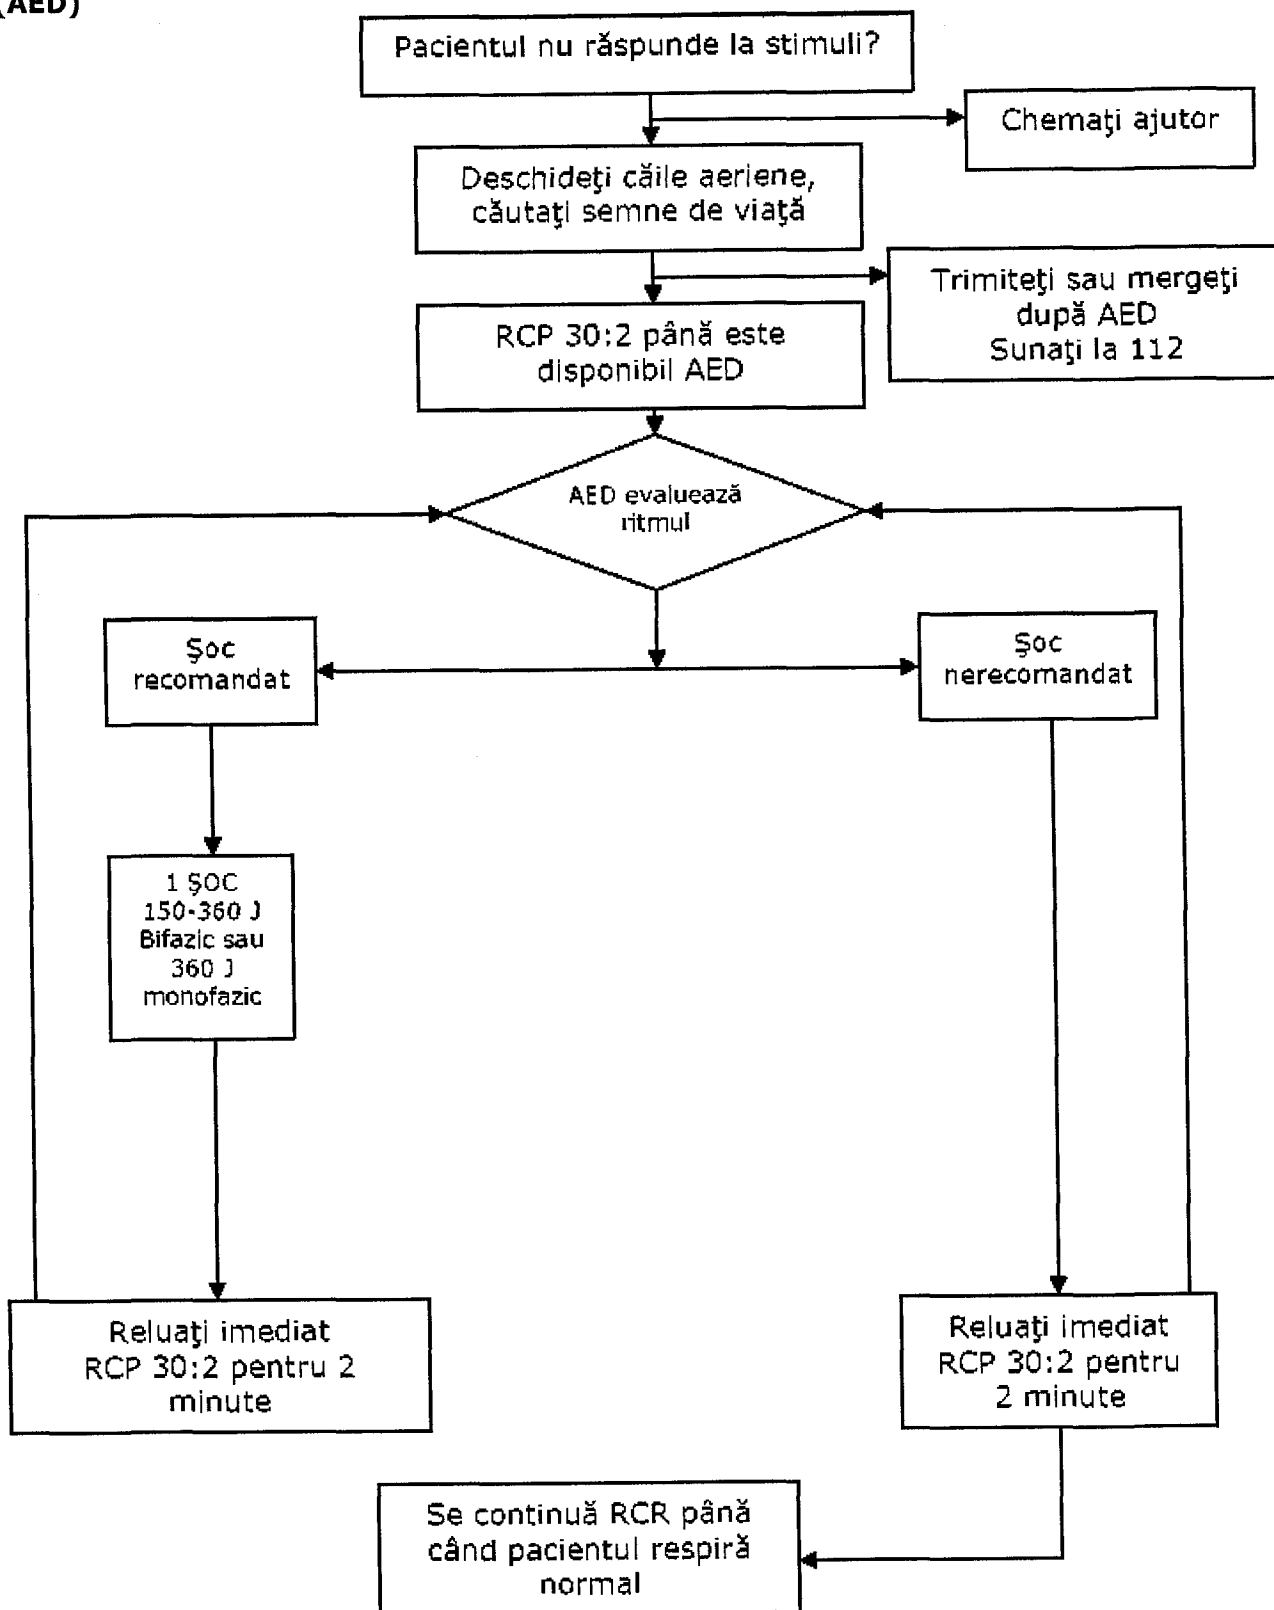 (AED)
Pacientul nu răspunde la stimuli?
Chemaţi ajutor
Deschideţi căile aeriene,
căutaţi semne de viaţă
Trimiteţi sau mergeţi
după AED
Sunaţi la 112
RCP 30:2 până este
disponibil AED
AED evaluează
ritmul
Şoc
recomandat
Şoc
nerecomandat
1 ŞOC
150-360 J
Bifazic sau
360 J
monofazic
Reluaţi imediat
RCP 30:2 pentru 2
minute
Reluaţi imediat
RCP 30:2 pentru
2 minute
Se continuă RCR până
când pacientul respiră
normal